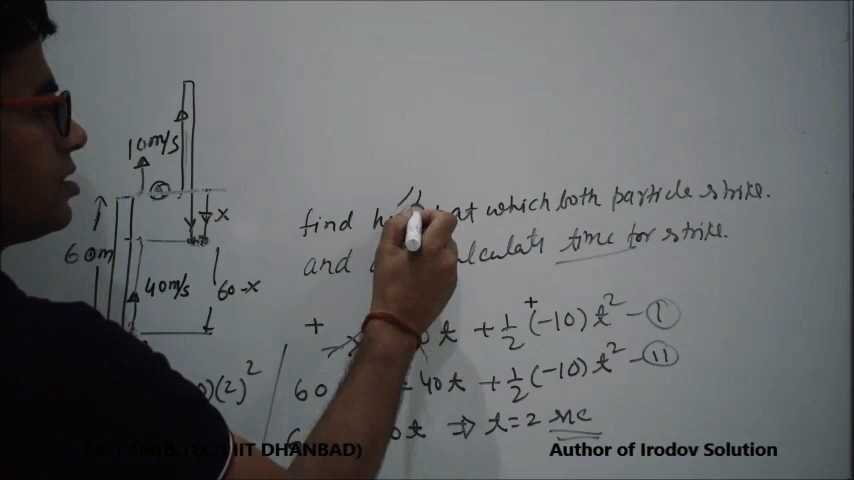 10m/s
x
60m
40m/s
60-x
find at which both particle strike.
and time for strike.
+ t + 1/2 (-10) t² - (I)
+
60 40t + 1/2 (-10) t² - (II)
)(2)²
t ⇒ t = 2 sec
IIT DHANBAD)
Author of Irodov Solution